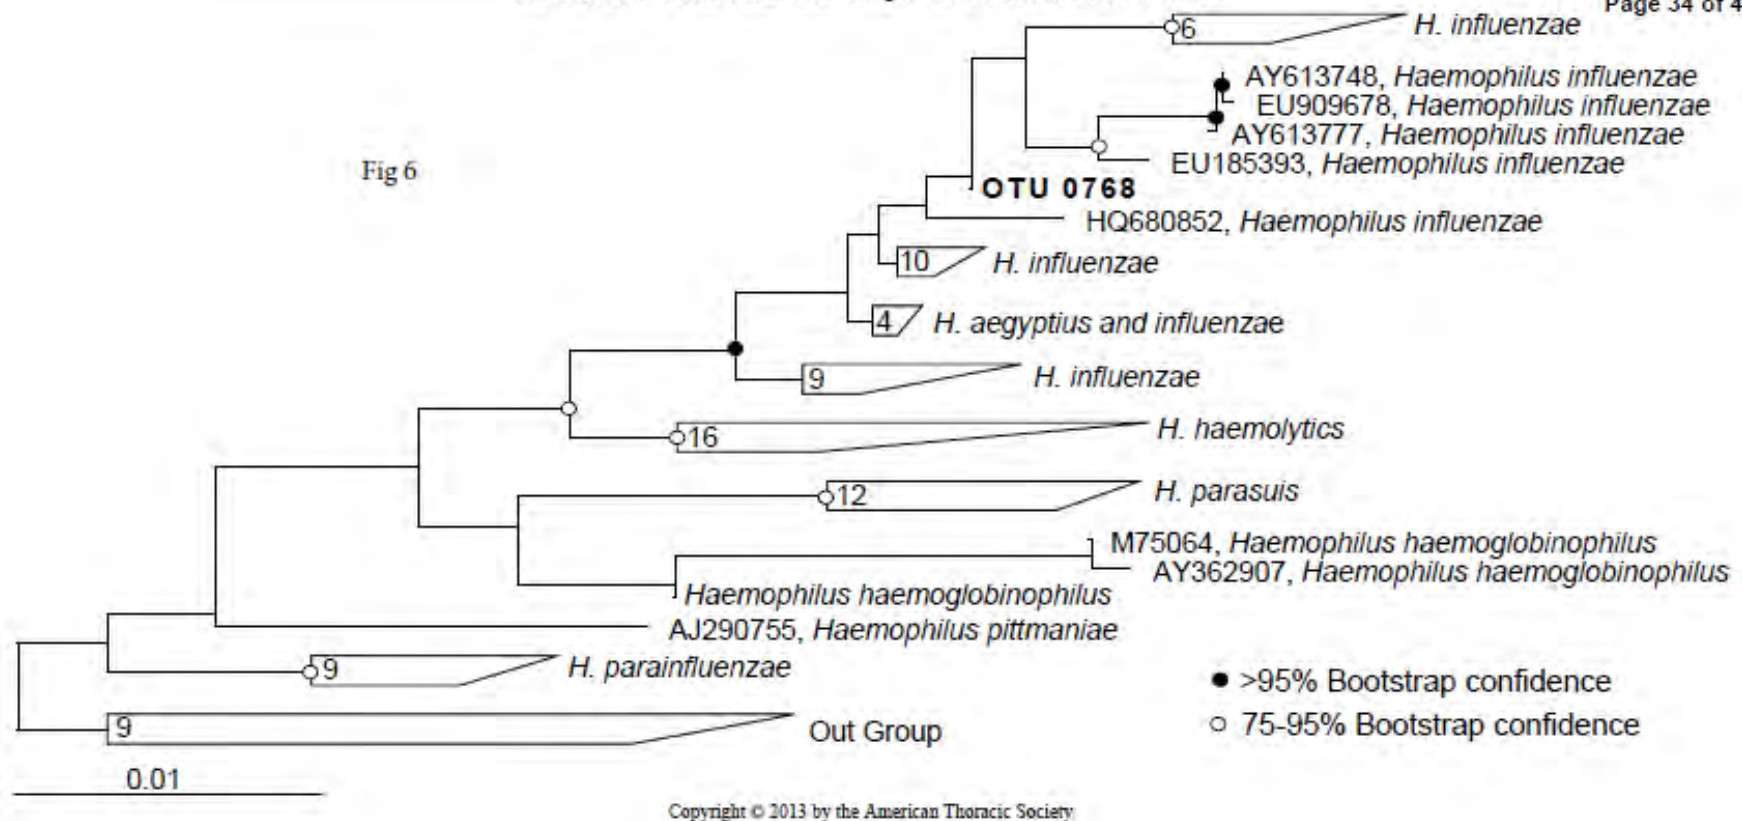 Page 34 of 4
6 H. influenzae
AY613748, Haemophilus influenzae
EU909678, Haemophilus influenzae
AY613777, Haemophilus influenzae
EU185393, Haemophilus influenzae
Fig 6
OTU 0768
HQ680852, Haemophilus influenzae
10 H. influenzae
4 H. aegyptius and influenzae
9 H. influenzae
16 H. haemolytics
12 H. parasuis
M75064, Haemophilus haemoglobinophilus
AY362907, Haemophilus haemoglobinophilus
Haemophilus haemoglobinophilus
AJ290755, Haemophilus pittmaniae
9 H. parainfluenzae
>95% Bootstrap confidence
75-95% Bootstrap confidence
9 Out Group
0.01
Copyright © 2013 by the American Thoracic Society